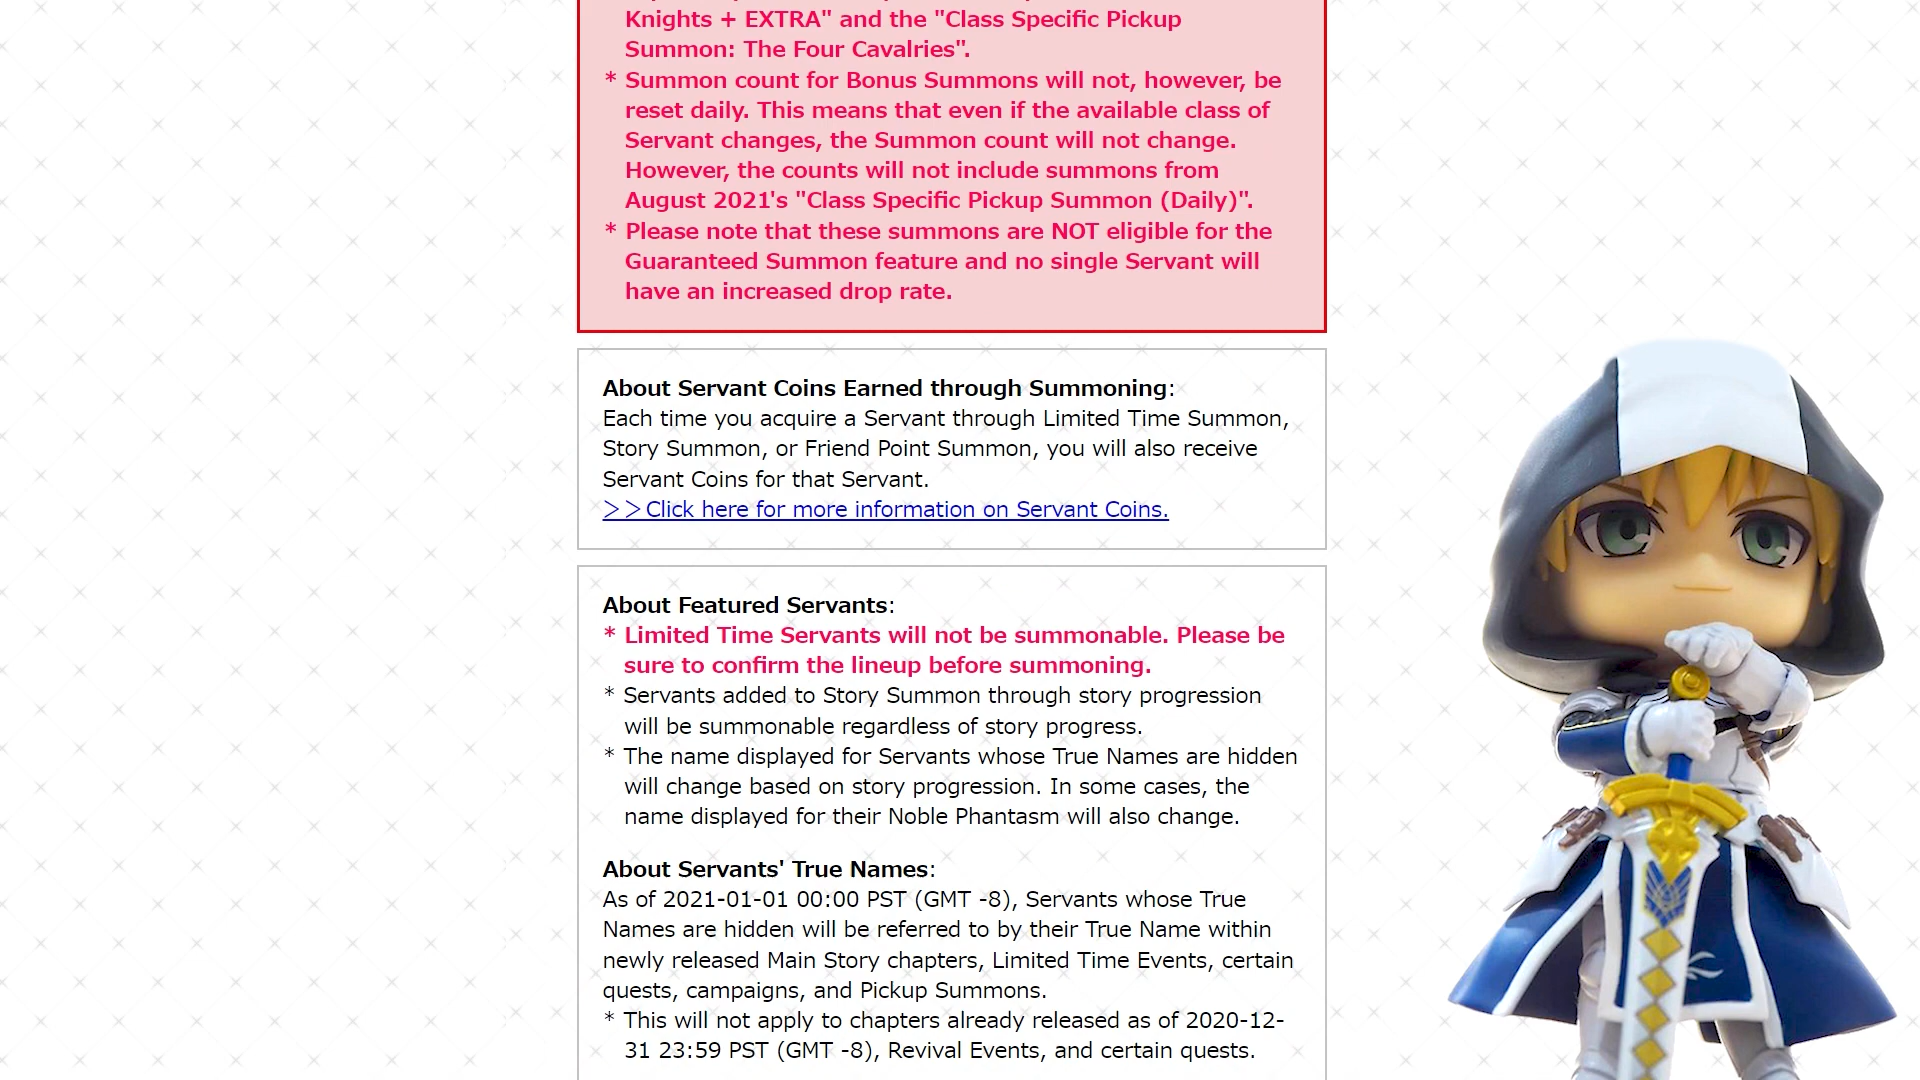 Knights + EXTRA" and the "Class Specific Pickup
Summon: The Four Cavalries".
* Summon count for Bonus Summons will not, however, be
reset daily. This means that even if the available class of
Servant changes, the Summon count will not change.
However, the counts will not include summons from
August 2021's "Class Specific Pickup Summon (Daily)".
* Please note that these summons are NOT eligible for the
Guaranteed Summon feature and no single Servant will
have an increased drop rate.
About Servant Coins Earned through Summoning:
Each time you acquire a Servant through Limited Time Summon,
Story Summon, or Friend Point Summon, you will also receive
Servant Coins for that Servant.
>>Click here for more information on Servant Coins.
About Featured Servants:
* Limited Time Servants will not be summonable. Please be
sure to confirm the lineup before summoning.
* Servants added to Story Summon through story progression
will be summonable regardless of story progress.
* The name displayed for Servants whose True Names are hidden
will change based on story progression. In some cases, the
name displayed for their Noble Phantasm will also change.
About Servants' True Names:
As of 2021-01-01 00:00 PST (GMT -8), Servants whose True
Names are hidden will be referred to by their True Name within
newly released Main Story chapters, Limited Time Events, certain
quests, campaigns, and Pickup Summons.
* This will not apply to chapters already released as of 2020-12-
31 23:59 PST (GMT -8), Revival Events, and certain quests.